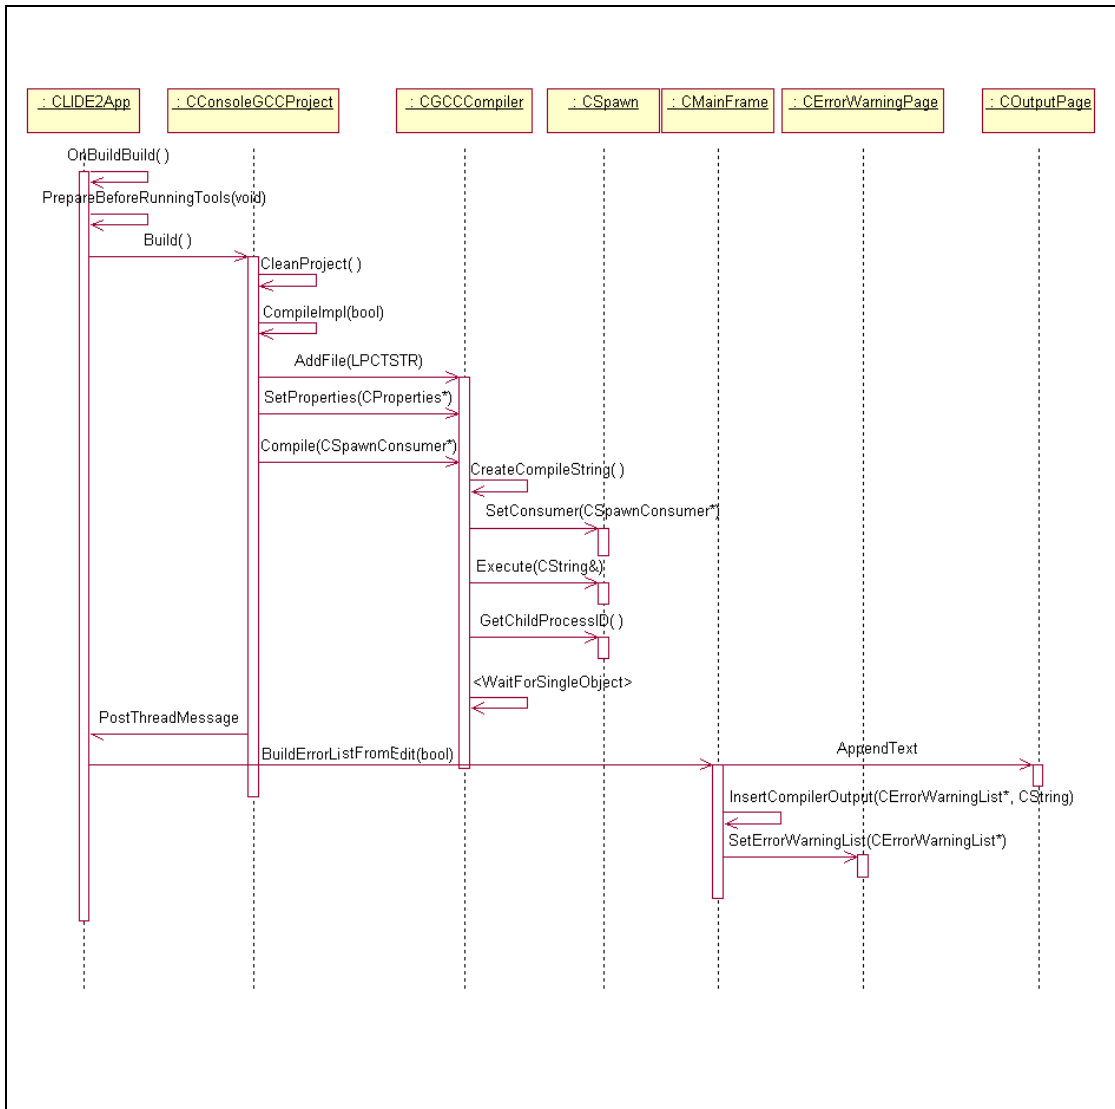 : CLIDE2App
: CConsoleGCCProject
: CGCCCompiler
: CSpawn
: CMainFrame
: CErrorWarningPage
: COutputPage
OnBuildBuild( )
PrepareBeforeRunningTools(void)
Build( )
CleanProject( )
CompileImpl(bool)
AddFile(LPCTSTR)
SetProperties(CProperties*)
Compile(CSpawnConsumer*)
CreateCompileString( )
SetConsumer(CSpawnConsumer*)
Execute(CString&)
GetChildProcessID( )
<WaitForSingleObject>
PostThreadMessage
BuildErrorListFromEdit(bool)
AppendText
InsertCompilerOutput(CErrorWarningList*, CString)
SetErrorWarningList(CErrorWarningList*)